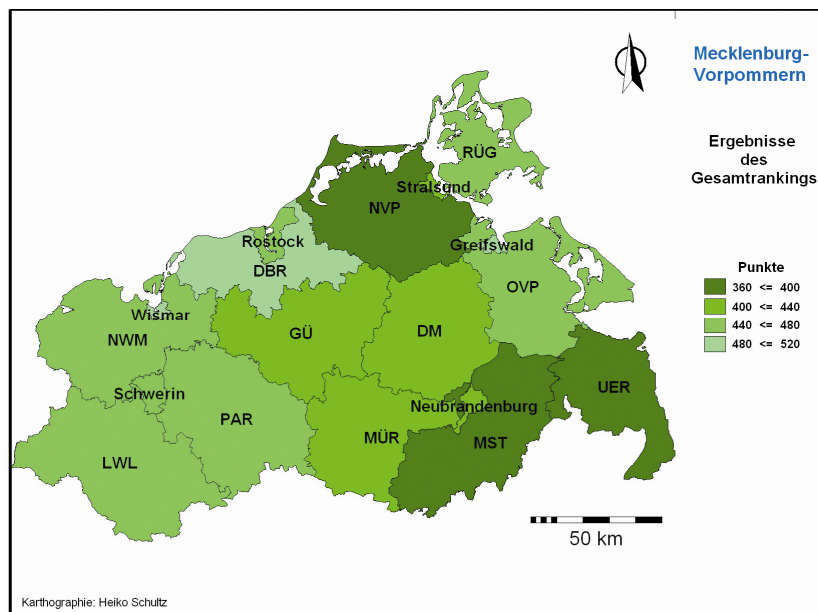 Mecklenburg-
Vorpommern
Ergebnisse
des
Gesamtrankings
RÜG
Stralsund
NVP
Rostock
Greifswald
DBR
OVP
Wismar
GÜ
DM
NWM
Schwerin
UER
Neubrandenburg
PAR
MÜR
MST
LWL
Punkte
360 <= 400
400 <= 440
440 <= 480
480 <= 520
50 km
Karthographie: Heiko Schultz